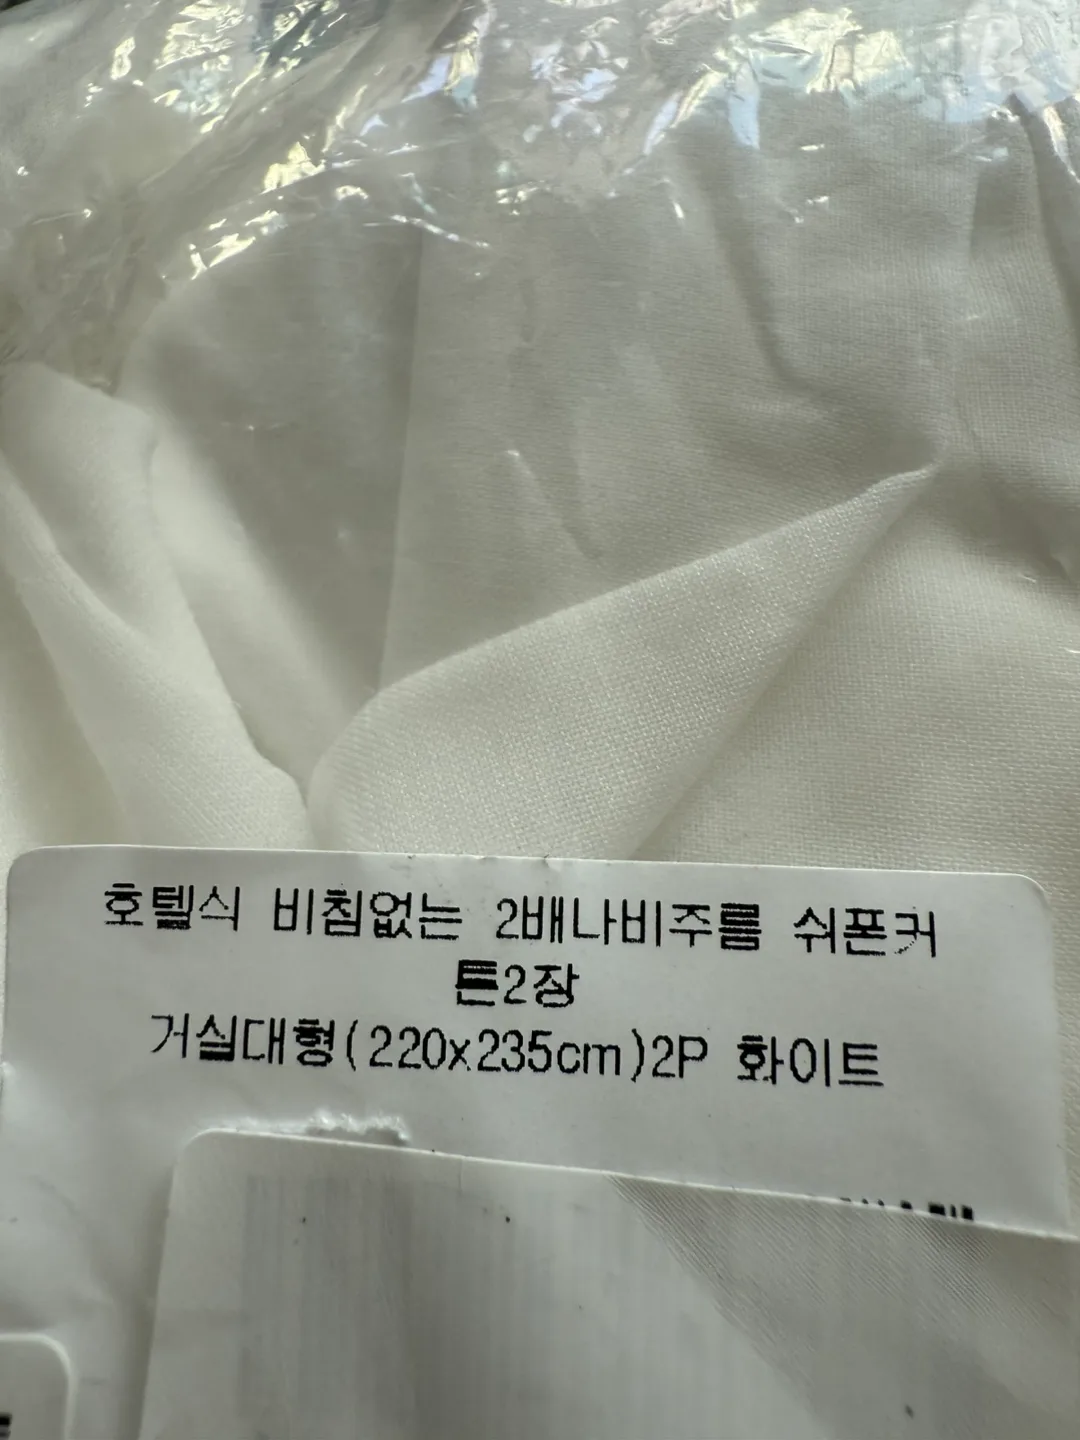 호텔식 비침없는 2배나비주름 쉬폰커
튼2장
거실대형(220x235cm)2P 화이트